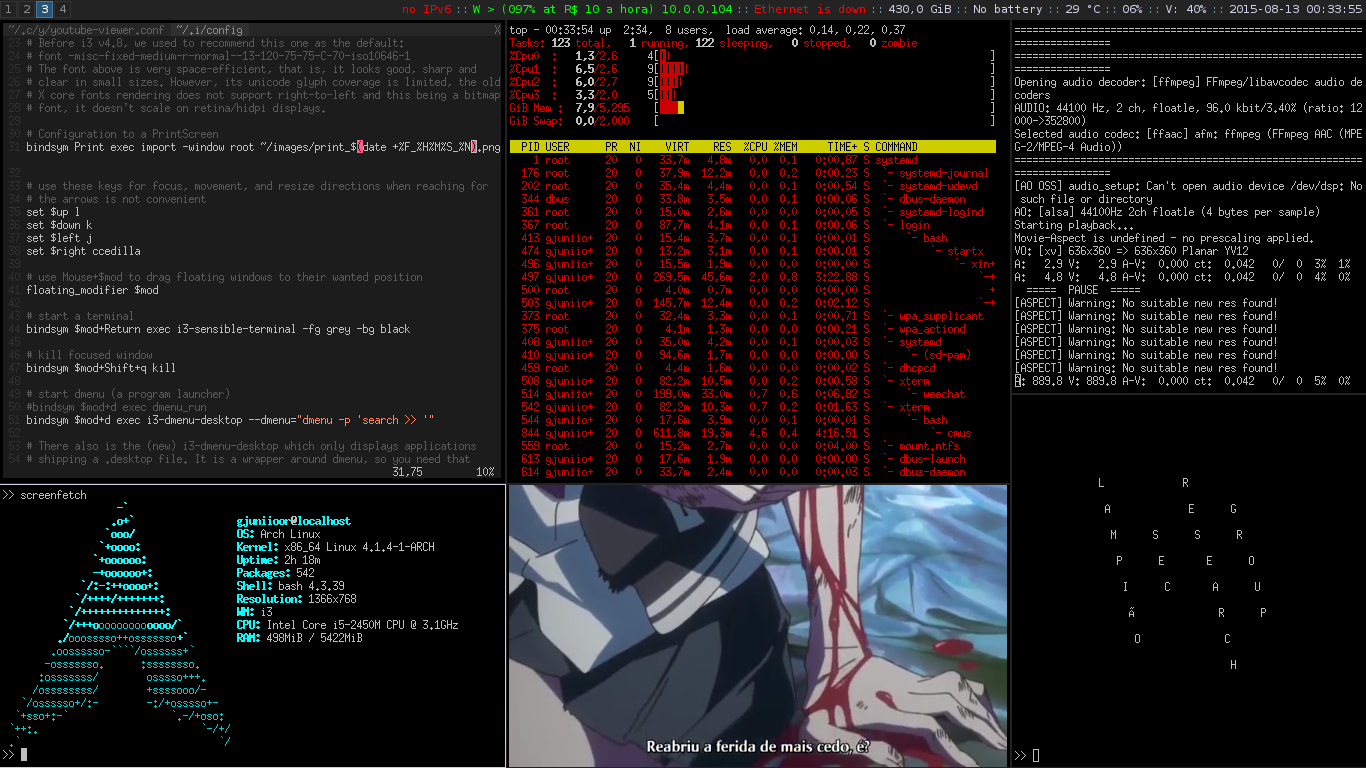 1 2 3 4
no IPv6 :: W > (097% at R$ 10 a hora) 10.0.0.104 :: Ethernet is down :: 430,0 GiB :: No battery :: 29 °C :: 06% :: V: 40% :: 2015-08-13 00:33:55
~/.c/y/youtube-viewer.conf ~/.i/config X
23 # Before i3 v4.8, we used to recommend this one as the default:
24 # font -misc-fixed-medium-r-normal--13-120-75-75-C-70-iso10646-1
25 # The font above is very space-efficient, that is, it looks good, sharp and
26 # clear in small sizes. However, its unicode glyph coverage is limited, the old
27 # X core fonts rendering does not support right-to-left and this being a bitmap
28 # font, it doesn't scale on retina/hidpi displays.
29
30 # Configuration to a PrintScreen
31 bindsym Print exec import -window root ~/images/print_$(date +%F_%H%M%S_%N).png
32
33 # use these keys for focus, movement, and resize directions when reaching for
34 # the arrows is not convenient
35 set $up l
36 set $down k
37 set $left j
38 set $right ccedilla
39
40 # use Mouse+$mod to drag floating windows to their wanted position
41 floating_modifier $mod
42
43 # start a terminal
44 bindsym $mod+Return exec i3-sensible-terminal -fg grey -bg black
45
46 # kill focused window
47 bindsym $mod+Shift+q kill
48
49 # start dmenu (a program launcher)
50 #bindsym $mod+d exec dmenu_run
51 bindsym $mod+d exec i3-dmenu-desktop --dmenu="dmenu -p 'search >> '"
52
53 # There also is the (new) i3-dmenu-desktop which only displays applications
54 # shipping a .desktop file. It is a wrapper around dmenu, so you need that
31,75 10%
top - 00:33:54 up 2:34, 8 users, load average: 0,14, 0,22, 0,37
Tasks: 123 total, 1 running, 122 sleeping, 0 stopped, 0 zombie
%Cpu0 : 1,3/2,6 4[|| ]
%Cpu1 : 6,5/2,6 9[ ]
%Cpu2 : 6,0/2,7 9[ ]
%Cpu3 : 3,3/2,0 5[ ]
GiB Mem : 7,9/5,295 [ ]
GiB Swap: 0,0/2,000 [ ]
PID USER PR NI VIRT RES %CPU %MEM TIME+ S COMMAND
1 root 20 0 33,7m 4,8m 0,0 0,1 0:00.87 S systemd
176 root 20 0 37,9m 12,2m 0,0 0,2 0:00.23 S `- systemd-journal
202 root 20 0 35,4m 4,4m 0,0 0,1 0:00.54 S `- systemd-udevd
344 dbus 20 0 33,8m 3,5m 0,0 0,1 0:00.06 S `- dbus-daemon
361 root 20 0 15,0m 2,6m 0,0 0,0 0:00.05 S `- systemd-logind
367 root 20 0 87,7m 4,1m 0,0 0,1 0:00.06 S `- login
413 gjuniio+ 20 0 15,4m 3,7m 0,0 0,1 0:00.01 S `- bash
474 gjuniio+ 20 0 13,2m 3,0m 0,0 0,1 0:00.00 S `- startx
496 gjuniio+ 20 0 15,5m 1,9m 0,0 0,0 0:00.00 S `- xin+
497 gjuniio+ 20 0 269,5m 45,6m 2,0 0,8 3:22.88 S `-+
500 root 20 0 4,0m 0,7m 0,0 0,0 0:00.00 S +
503 gjuniio+ 20 0 145,7m 12,4m 0,0 0,2 0:02.12 S `-+
373 root 20 0 32,4m 3,3m 0,0 0,1 0:00.71 S `- wpa_supplicant
375 root 20 0 4,1m 1,3m 0,0 0,0 0:00.21 S `- wpa_actiond
408 gjuniio+ 20 0 35,0m 4,2m 0,0 0,1 0:00.03 S `- systemd
410 gjuniio+ 20 0 94,6m 1,7m 0,0 0,0 0:00.00 S `- (sd-pam)
459 root 20 0 4,4m 1,6m 0,0 0,0 0:00.02 S `- dhcpcd
508 gjuniio+ 20 0 82,2m 10,5m 0,0 0,2 0:00.58 S `- xterm
514 gjuniio+ 20 0 199,0m 33,0m 0,7 0,6 0:06.82 S `- weechat
542 gjuniio+ 20 0 82,2m 10,3m 0,7 0,2 0:01.63 S `- xterm
544 gjuniio+ 20 0 17,6m 3,9m 0,0 0,1 0:00.01 S `- bash
844 gjuniio+ 20 0 611,8m 19,3m 4,6 0,4 4:16.51 S `- cmus
559 root 20 0 15,2m 2,7m 0,0 0,0 0:04.00 S `- mount.ntfs
613 gjuniio+ 20 0 17,6m 1,9m 0,0 0,0 0:00.00 S `- dbus-launch
614 gjuniio+ 20 0 33,7m 2,4m 0,0 0,0 0:00.03 S `- dbus-daemon
==========================================================
================
==========================================================
================
Opening audio decoder: [ffmpeg] FFmpeg/libavcodec audio de
coders
AUDIO: 44100 Hz, 2 ch, floatle, 96.0 kbit/3.40% (ratio: 12
000->352800)
Selected audio codec: [ffaac] afm: ffmpeg (FFmpeg AAC (MPE
G-2/MPEG-4 Audio))
==========================================================
================
[AO OSS] audio_setup: Can't open audio device /dev/dsp: No
such file or directory
AO: [alsa] 44100Hz 2ch floatle (4 bytes per sample)
Starting playback...
Movie-Aspect is undefined - no prescaling applied.
VO: [xv] 636x360 => 636x360 Planar YV12
A: 2.9 V: 2.9 A-V: 0.000 ct: 0.042 0/ 0 3% 1%
A: 4.8 V: 4.8 A-V: 0.000 ct: 0.042 0/ 0 4% 0%
===== PAUSE =====
[ASPECT] Warning: No suitable new res found!
[ASPECT] Warning: No suitable new res found!
[ASPECT] Warning: No suitable new res found!
[ASPECT] Warning: No suitable new res found!
[ASPECT] Warning: No suitable new res found!
[ASPECT] Warning: No suitable new res found!
A: 889.8 V: 889.8 A-V: 0.000 ct: 0.042 0/ 0 5% 0%
>> screenfetch
gjuniioor@localhost
OS: Arch Linux
Kernel: x86_64 Linux 4.1.4-1-ARCH
Uptime: 2h 18m
Packages: 542
Shell: bash 4.3.39
Resolution: 1366x768
WM: i3
CPU: Intel Core i5-2450M CPU @ 3.1GHz
RAM: 498MiB / 5422MiB
>>
Reabriu a ferida de mais cedo, é?
L R
A E G
M S S R
P E E O
I C A U
Á R P
O C
H
>>